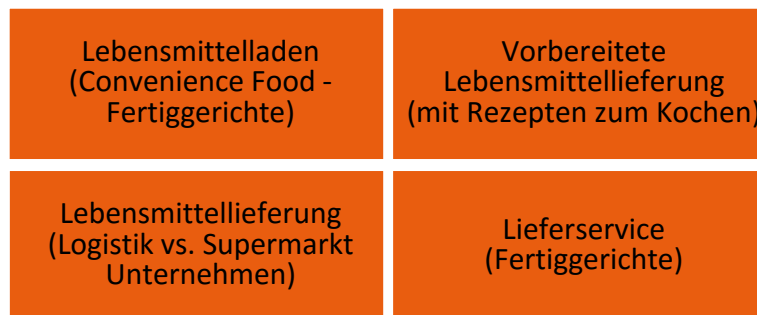 Lebensmittelladen
(Convenience Food -
Fertiggerichte)
Vorbereitete
Lebensmittellieferung
(mit Rezepten zum Kochen)
Lebensmittellieferung
(Logistik vs. Supermarkt
Unternehmen)
Lieferservice
(Fertiggerichte)